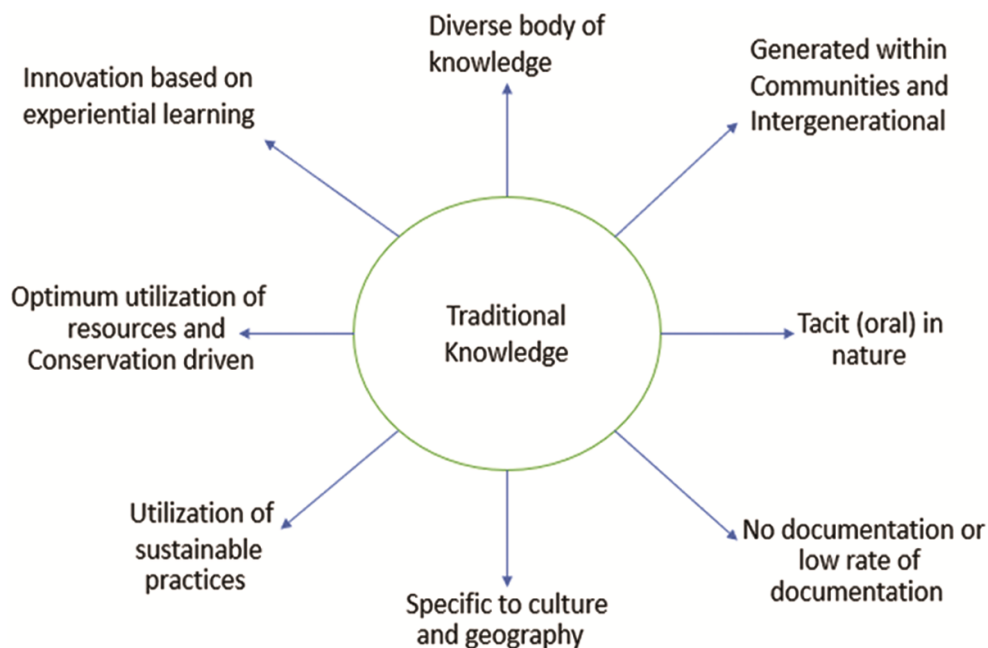 Diverse body of
knowledge
Generated within
Communities and
Intergenerational
Innovation based on
experiential learning
Optimum utilization of
resources and
Conservation driven
Traditional
Knowledge
Tacit (oral) in
nature
Utilization of
sustainable
practices
Specific to culture
and geography
No documentation or
low rate of
documentation